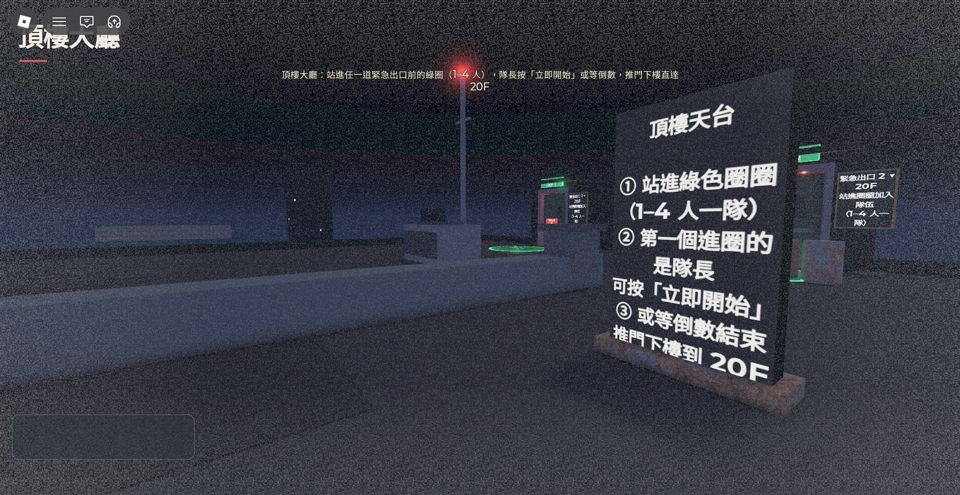 頂樓大廳
頂樓大廳：站進任一道緊急出口前的綠圈（1–4 人），隊長按「立即開始」或等倒數，推門下樓直達
20F
頂樓天台
① 站進綠色圈圈
（1–4 人一隊）
② 第一個進圈的
是隊長
可按「立即開始」
③ 或等倒數結束
推門下樓到 20F
緊急出口 2
20F
站進圈圈加入
隊伍
（1–4 人一
隊）